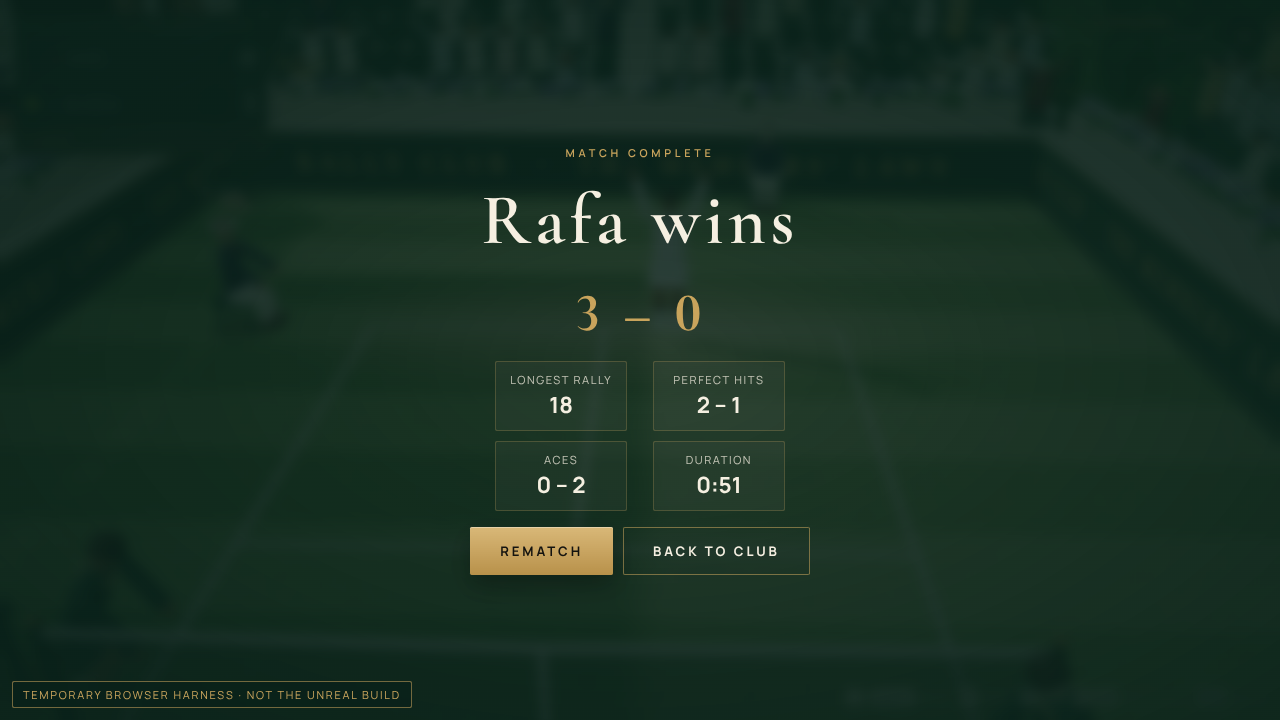 MATCH COMPLETE
Rafa wins
3 – 0
LONGEST RALLY
18
PERFECT HITS
2 – 1
ACES
0 – 2
DURATION
0:51
REMATCH
BACK TO CLUB
TEMPORARY BROWSER HARNESS · NOT THE UNREAL BUILD